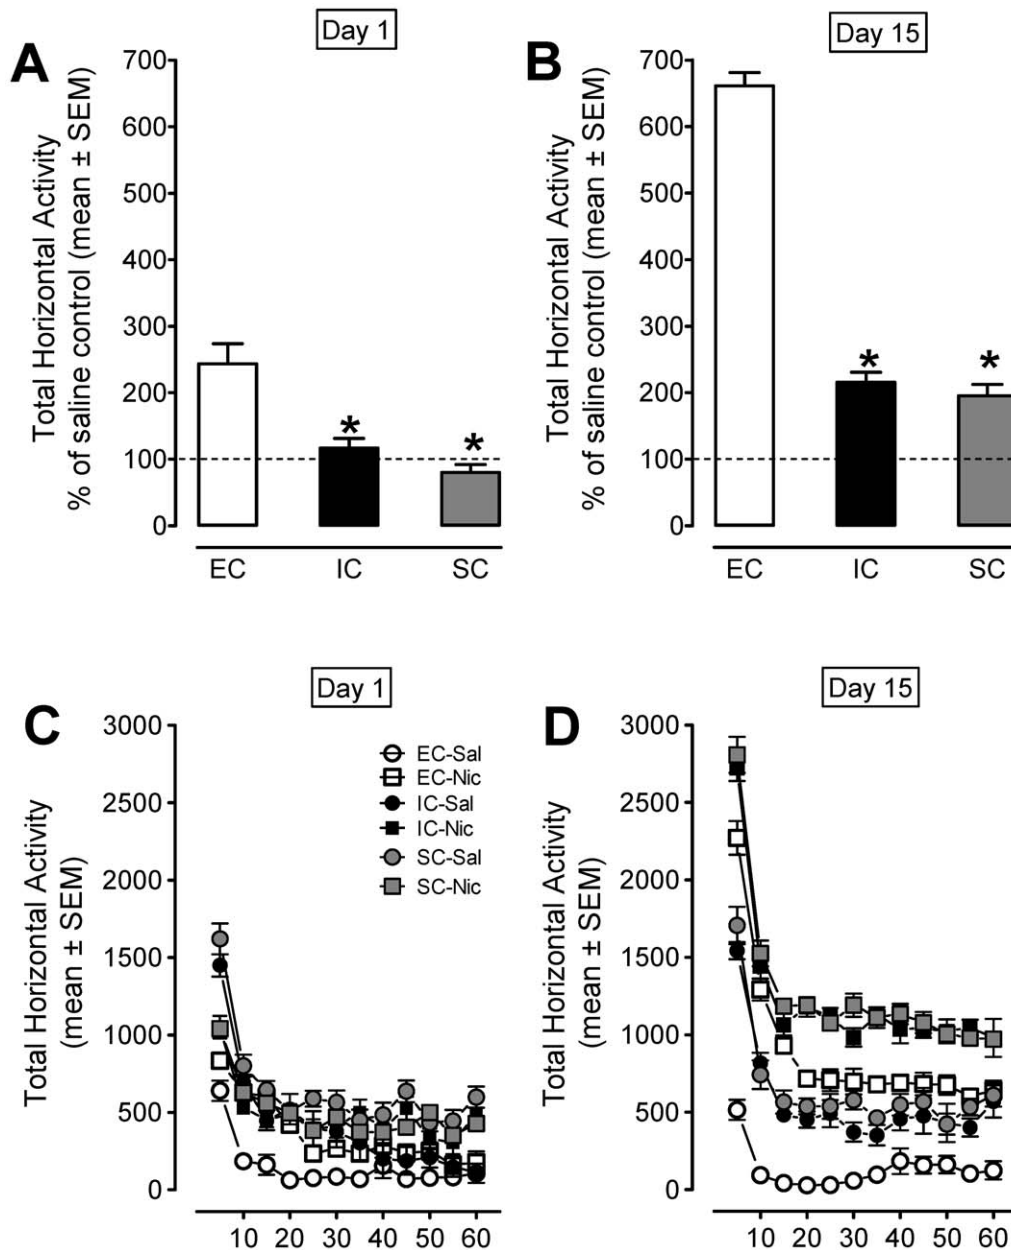 Day 1
Day 15
A
B
Total Horizontal Activity
% of saline control (mean ± SEM)
700
600
500
400
300
200
100
0
*
*
EC
IC
SC
Total Horizontal Activity
% of saline control (mean ± SEM)
700
600
500
400
300
200
100
0
*
*
EC
IC
SC
Day 1
Day 15
C
D
Total Horizontal Activity
(mean ± SEM)
3000
2500
2000
1500
1000
500
0
EC-Sal
EC-Nic
IC-Sal
IC-Nic
SC-Sal
SC-Nic
10 20 30 40 50 60
Total Horizontal Activity
(mean ± SEM)
3000
2500
2000
1500
1000
500
0
10 20 30 40 50 60